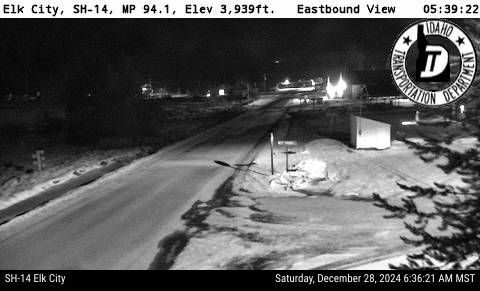 Elk City, SH-14, MP 94.1, Elev 3,939ft. Eastbound View 05:39:22
IDAHO
TRANSPORTATION DEPARTMENT
SH-14 Elk City Saturday, December 28, 2024 6:36:21 AM MST